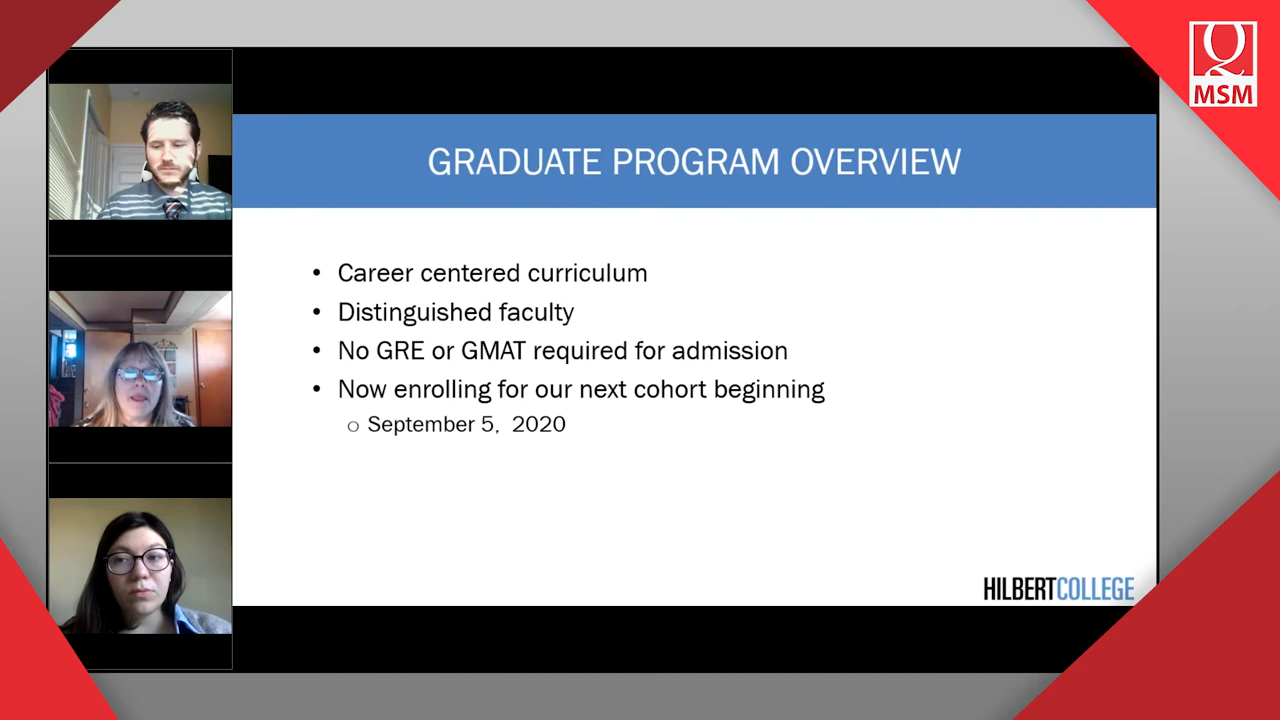 Q
MSM
GRADUATE PROGRAM OVERVIEW
• Career centered curriculum
• Distinguished faculty
• No GRE or GMAT required for admission
• Now enrolling for our next cohort beginning
o September 5,  2020
HILBERTCOLLEGE